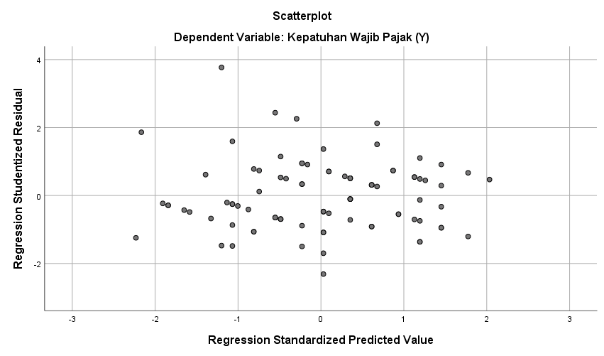 Scatterplot
Dependent Variable: Kepatuhan Wajib Pajak (Y)
Regression Studentized Residual
4
2
0
-2
-3
-2
-1
0
1
2
3
Regression Standardized Predicted Value